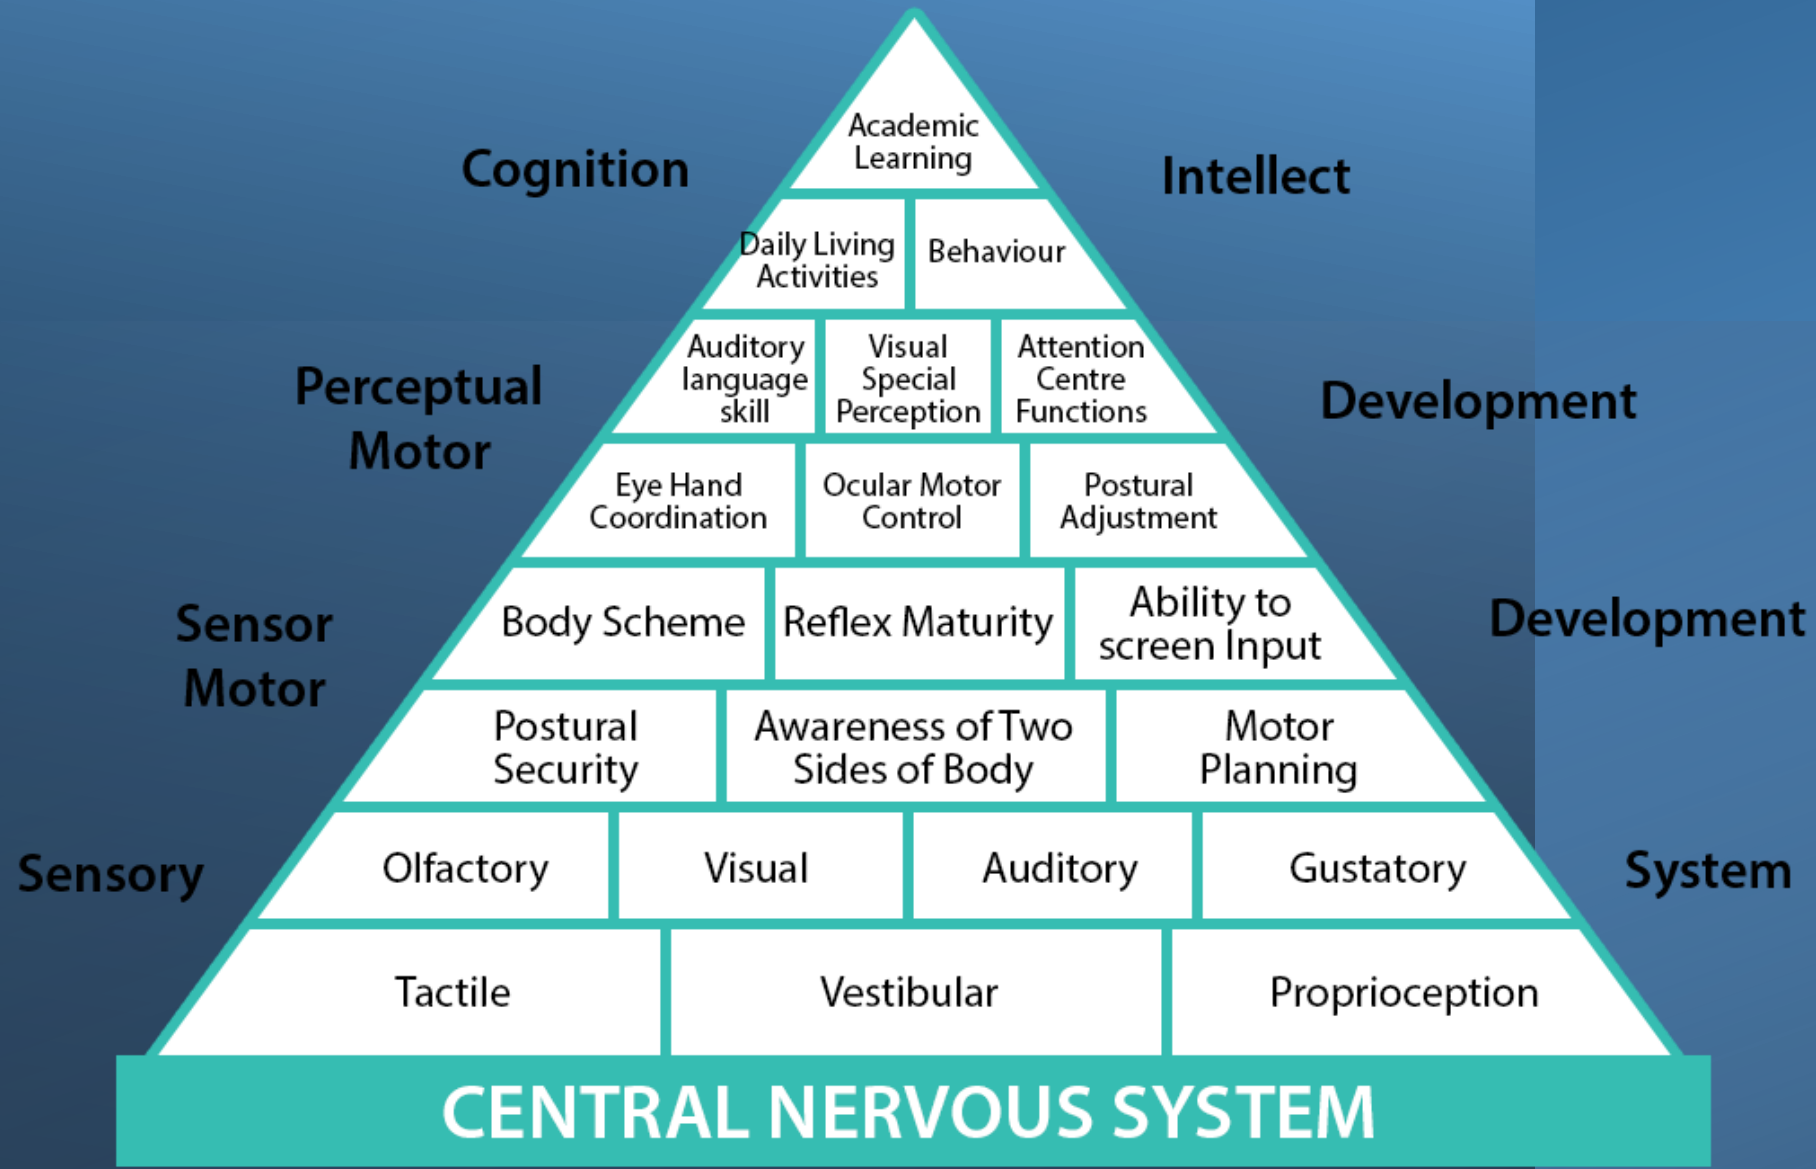 Academic
Learning
Cognition
Intellect
Daily Living
Activities
Behaviour
Auditory
language
skill
Visual
Special
Perception
Attention
Centre
Functions
Perceptual
Motor
Development
Eye Hand
Coordination
Ocular Motor
Control
Postural
Adjustment
Sensor
Motor
Body Scheme
Reflex Maturity
Ability to
screen Input
Development
Postural
Security
Awareness of Two
Sides of Body
Motor
Planning
Sensory
Olfactory
Visual
Auditory
Gustatory
System
Tactile
Vestibular
Proprioception
CENTRAL NERVOUS SYSTEM